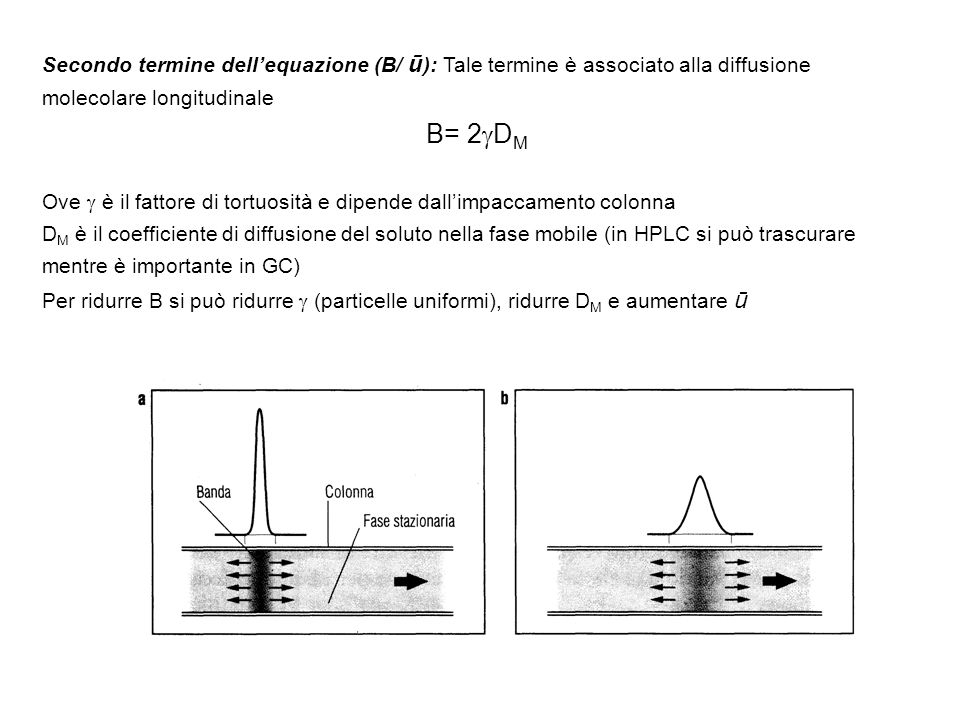 Secondo termine dell’equazione (B/ ū): Tale termine è associato alla diffusione
molecolare longitudinale
B= 2γD_M
Ove γ è il fattore di tortuosità e dipende dall’impaccamento colonna
D_M è il coefficiente di diffusione del soluto nella fase mobile (in HPLC si può trascurare
mentre è importante in GC)
Per ridurre B si può ridurre γ (particelle uniformi), ridurre D_M e aumentare ū
a
Banda
Colonna
Fase stazionaria
b